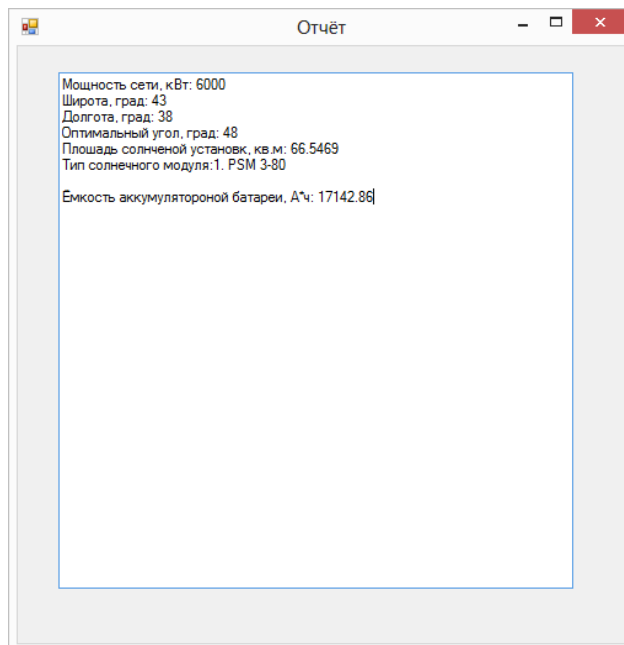 Отчёт
Мощность сети, кВт: 6000
Широта, град: 43
Долгота, град: 38
Оптимальный угол, град: 48
Плошадь солнченой установк, кв.м: 66.5469
Тип солнечного модуля:1. PSM 3-80
Ёмкость аккумулятороной батареи, А*ч: 17142.86